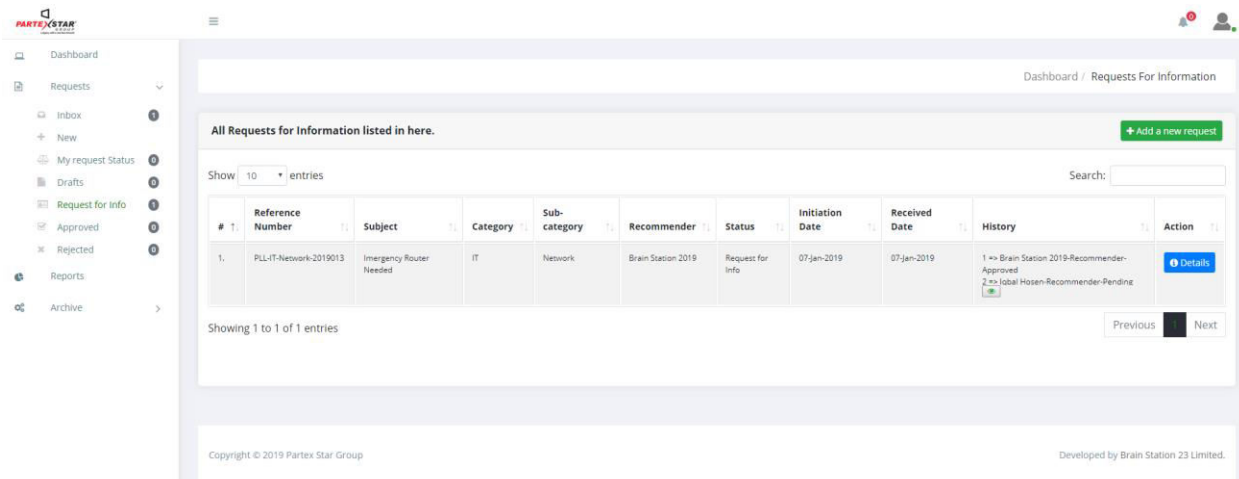 PARTEX STAR
GROUP
0
Dashboard
Requests
Inbox 1
New
My request Status 0
Drafts 0
Request for Info 1
Approved 0
Rejected 0
Reports
Archive
Dashboard / Requests For Information
All Requests for Information listed in here.
+ Add a new request
Show 10 entries
Search:
# Reference Number Subject Category Sub-category Recommender Status Initiation Date Received Date History Action
1. PLL-IT-Network-2019013 Imergency Router Needed IT Network Brain Station 2019 Request for Info 07-Jan-2019 07-Jan-2019 1 => Brain Station 2019-Recommender-Approved
2 => Iqbal Hosen-Recommender-Pending
Details
Showing 1 to 1 of 1 entries
Previous 1 Next
Copyright © 2019 Partex Star Group
Developed by Brain Station 23 Limited.